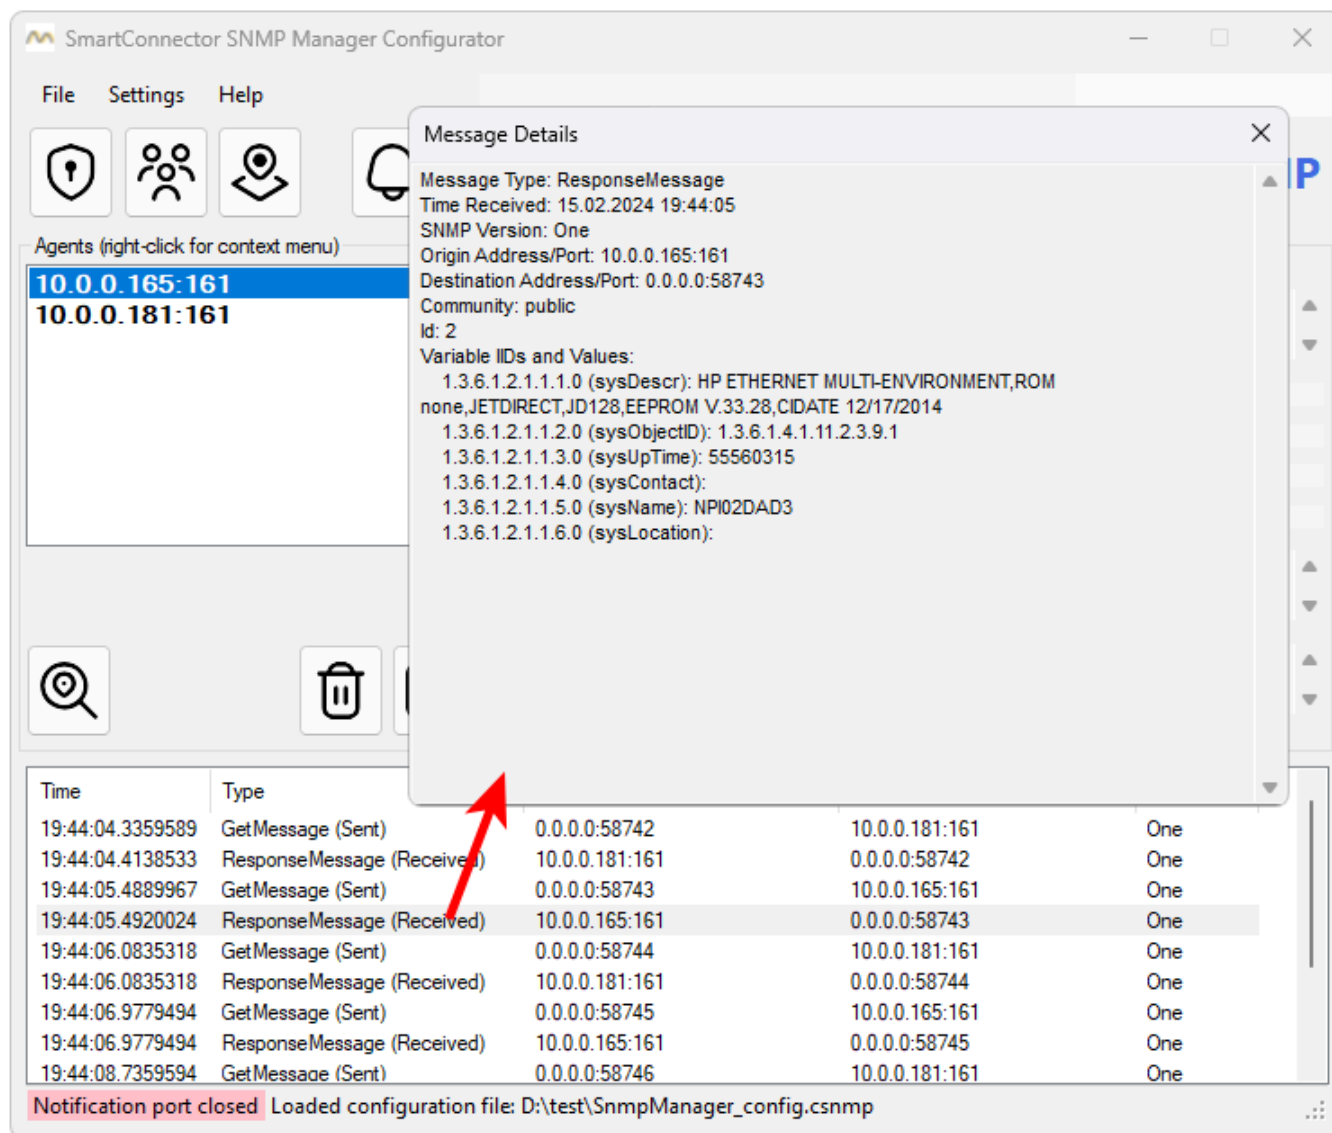 SmartConnector SNMP Manager Configurator
File Settings Help
Message Details
Message Type: ResponseMessage
Time Received: 15.02.2024 19:44:05
SNMP Version: One
Origin Address/Port: 10.0.0.165:161
Destination Address/Port: 0.0.0.0:58743
Community: public
Id: 2
Variable IIDs and Values:
1.3.6.1.2.1.1.1.0 (sysDescr): HP ETHERNET MULTI-ENVIRONMENT,ROM
none,JETDIRECT,JD128,EEPROM V.33.28,CIDATE 12/17/2014
1.3.6.1.2.1.1.2.0 (sysObjectID): 1.3.6.1.4.1.11.2.3.9.1
1.3.6.1.2.1.1.3.0 (sysUpTime): 55560315
1.3.6.1.2.1.1.4.0 (sysContact):
1.3.6.1.2.1.1.5.0 (sysName): NPI02DAD3
1.3.6.1.2.1.1.6.0 (sysLocation):
P
Agents (right-click for context menu)
10.0.0.165:161
10.0.0.181:161
Time Type
19:44:04.3359589 GetMessage (Sent) 0.0.0.0:58742 10.0.0.181:161 One
19:44:04.4138533 ResponseMessage (Received) 10.0.0.181:161 0.0.0.0:58742 One
19:44:05.4889967 GetMessage (Sent) 0.0.0.0:58743 10.0.0.165:161 One
19:44:05.4920024 ResponseMessage (Received) 10.0.0.165:161 0.0.0.0:58743 One
19:44:06.0835318 GetMessage (Sent) 0.0.0.0:58744 10.0.0.181:161 One
19:44:06.0835318 ResponseMessage (Received) 10.0.0.181:161 0.0.0.0:58744 One
19:44:06.9779494 GetMessage (Sent) 0.0.0.0:58745 10.0.0.165:161 One
19:44:06.9779494 ResponseMessage (Received) 10.0.0.165:161 0.0.0.0:58745 One
19:44:08.7359594 GetMessage (Sent) 0.0.0.0:58746 10.0.0.181:161 One
Notification port closed Loaded configuration file: D:\test\SnmpManager_config.csnmp